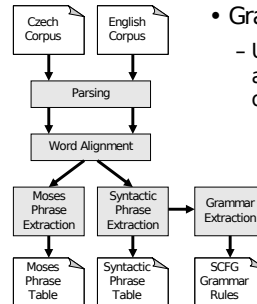 Czech
Corpus
English
Corpus
Parsing
Word Alignment
Moses
Phrase
Extraction
Syntactic
Phrase
Extraction
Grammar
Extraction
Moses
Phrase
Table
Syntactic
Phrase
Table
SCFG
Grammar
Rules
• Gra
– U
a